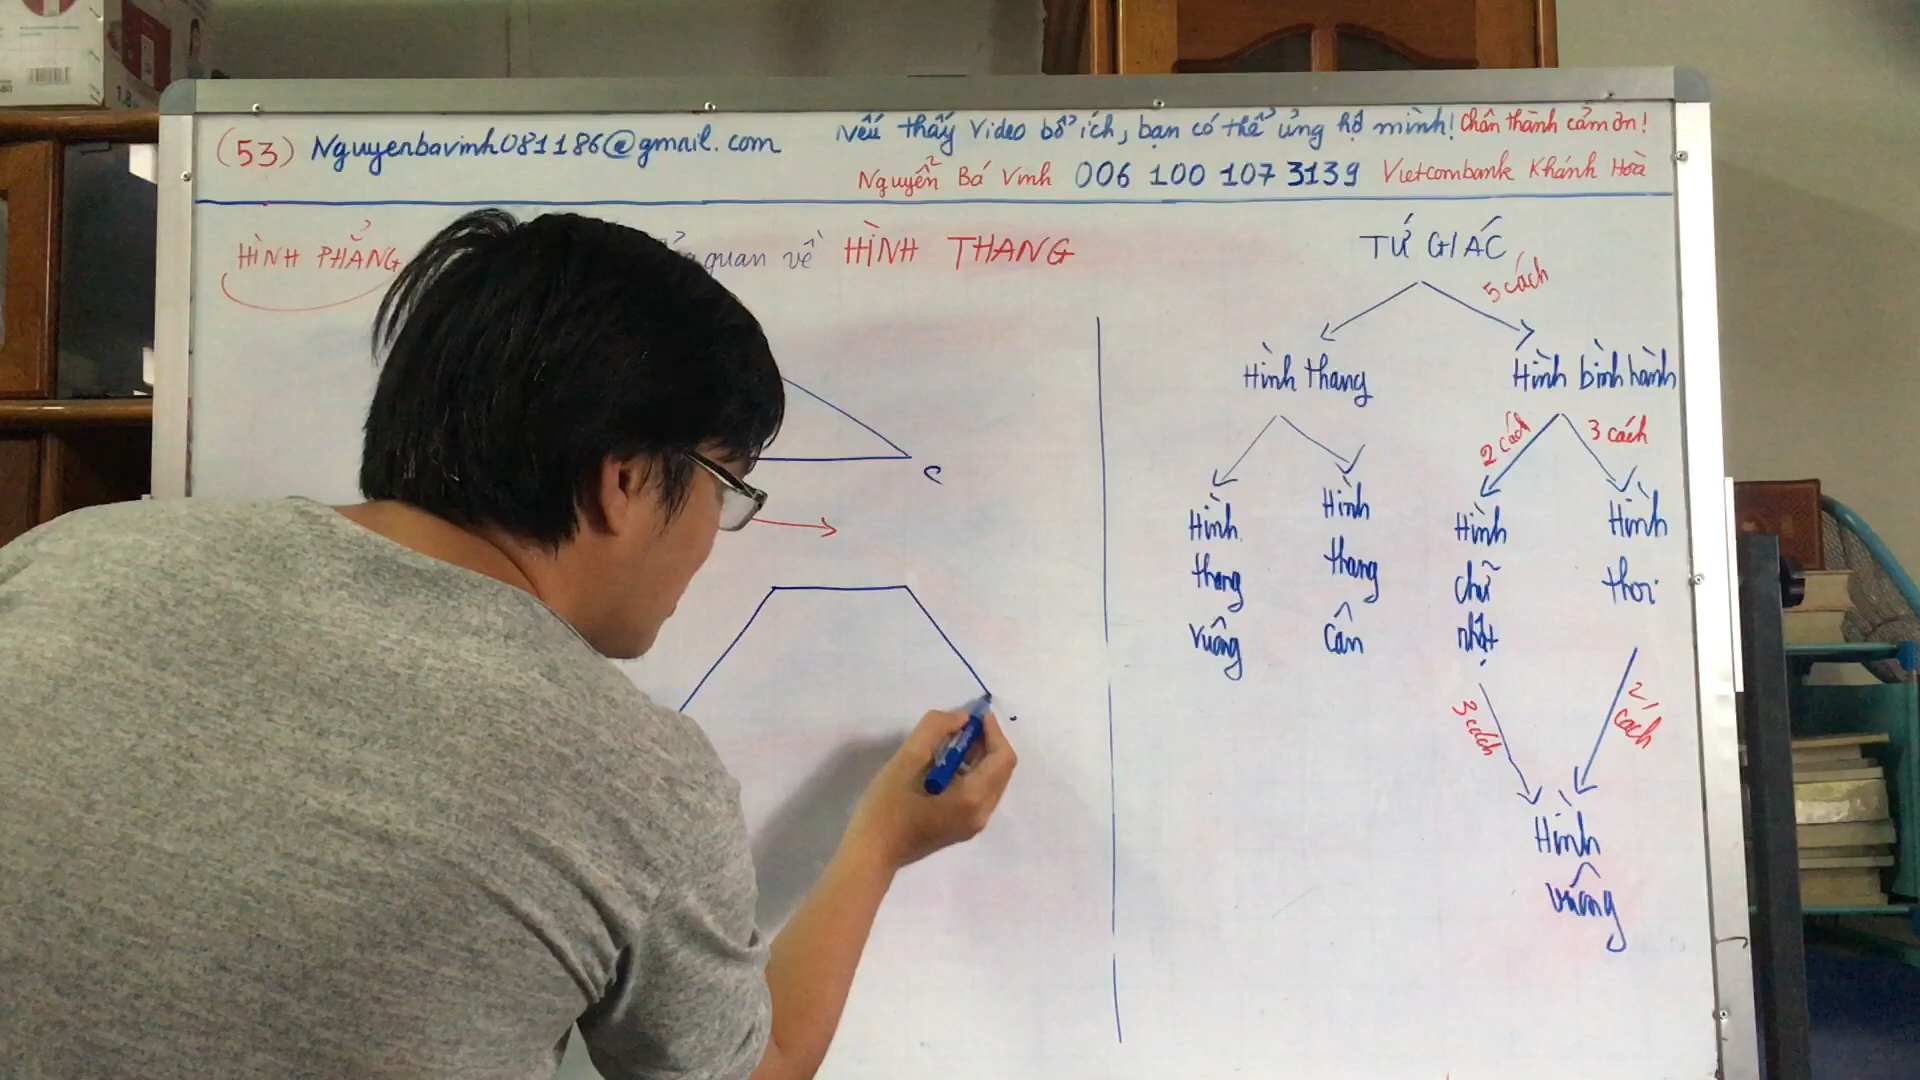 (53) Nguyenbavinh081186@gmail.com
Nếu thấy Video bổ ích, bạn có thể ủng hộ mình! Chân thành cảm ơn!
Nguyễn Bá Vinh 006 100 107 3139 Vietcombank Khánh Hoà
HÌNH PHẲNG
quan về HÌNH THANG
TỨ GIÁC
5 cách
Hình thang
Hình bình hành
2 cách
3 cách
Hình
thang
vuông
Hình
thang
Cân
Hình
chữ
nhật
Hình
thoi
3 cách
2 cách
Hình
vuông
C